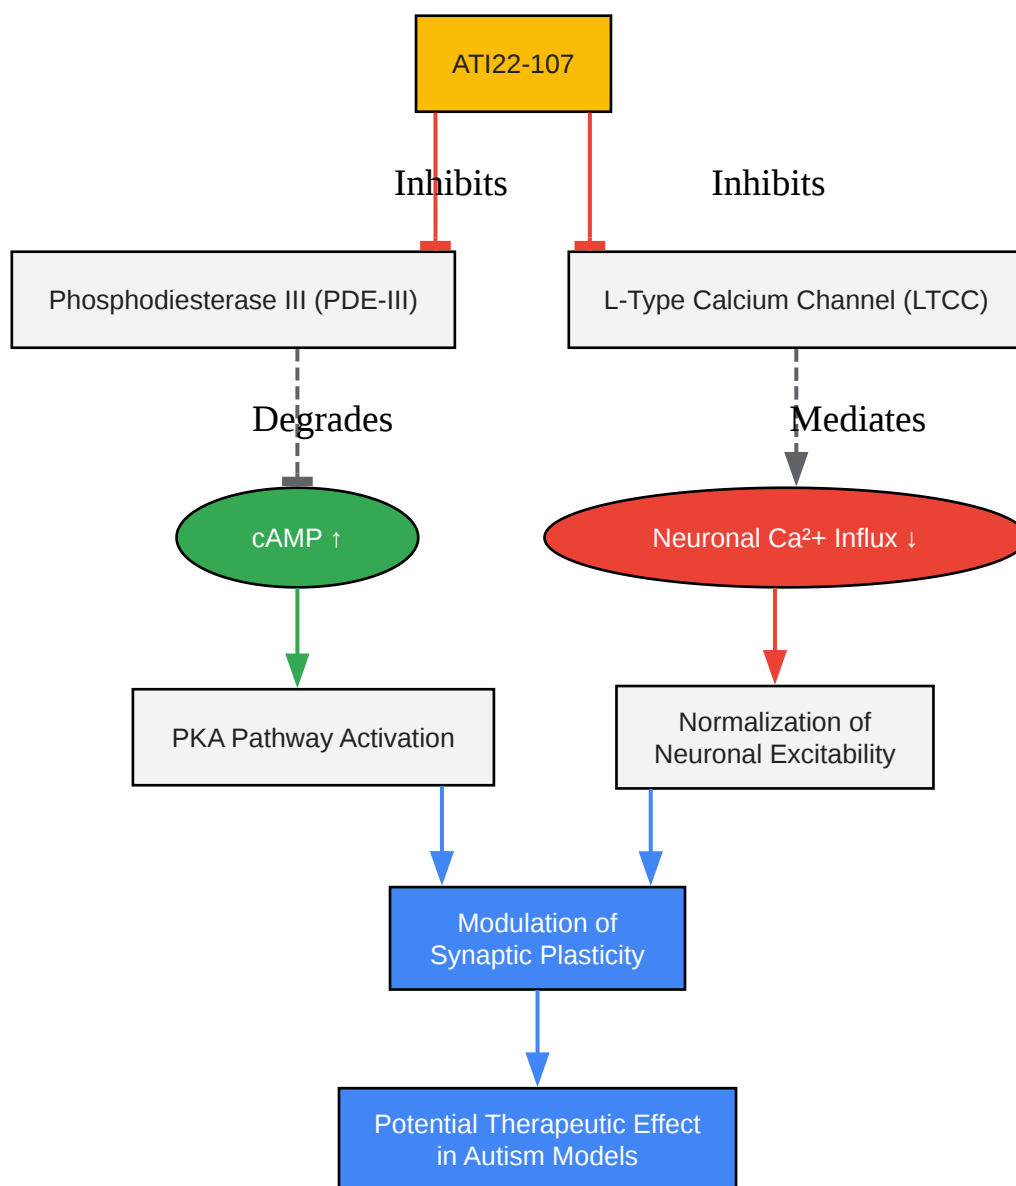 ATI22-107
Inhibits
Inhibits
Phosphodiesterase III (PDE-III)
L-Type Calcium Channel (LTCC)
Degrades
Mediates
cAMP ↑
Neuronal Ca²+ Influx ↓
PKA Pathway Activation
Normalization of
Neuronal Excitability
Modulation of
Synaptic Plasticity
Potential Therapeutic Effect
in Autism Models